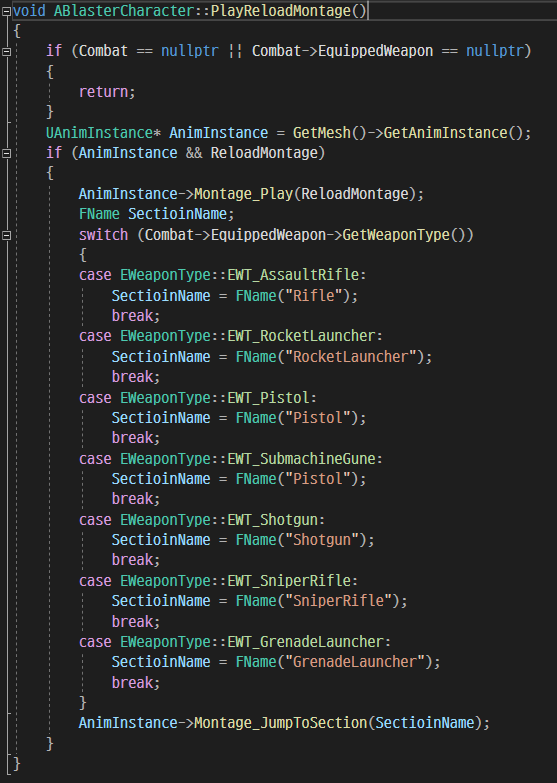 void ABlasterCharacter::PlayReloadMontage()
{
if (Combat == nullptr || Combat->EquippedWeapon == nullptr)
{
return;
}
UAnimInstance* AnimInstance = GetMesh()->GetAnimInstance();
if (AnimInstance && ReloadMontage)
{
AnimInstance->Montage_Play(ReloadMontage);
FName SectioinName;
switch (Combat->EquippedWeapon->GetWeaponType())
{
case EWeaponType::EWT_AssaultRifle:
SectioinName = FName("Rifle");
break;
case EWeaponType::EWT_RocketLauncher:
SectioinName = FName("RocketLauncher");
break;
case EWeaponType::EWT_Pistol:
SectioinName = FName("Pistol");
break;
case EWeaponType::EWT_SubmachineGune:
SectioinName = FName("Pistol");
break;
case EWeaponType::EWT_Shotgun:
SectioinName = FName("Shotgun");
break;
case EWeaponType::EWT_SniperRifle:
SectioinName = FName("SniperRifle");
break;
case EWeaponType::EWT_GrenadeLauncher:
SectioinName = FName("GrenadeLauncher");
break;
}
AnimInstance->Montage_JumpToSection(SectioinName);
}
}